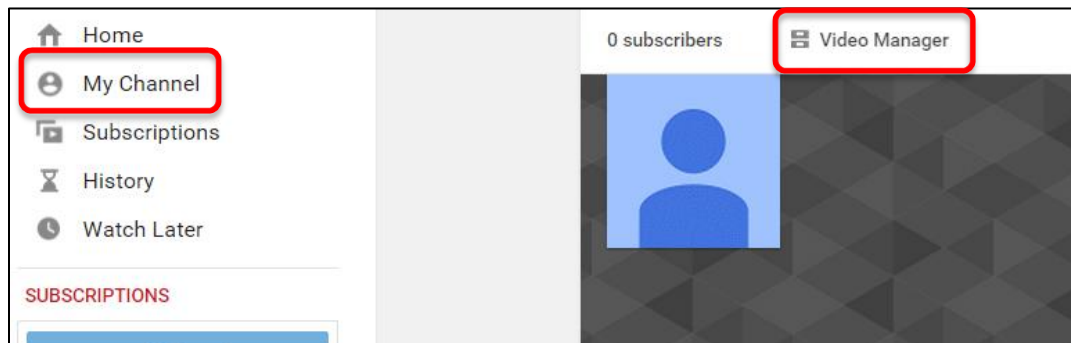 Home
My Channel
Subscriptions
History
Watch Later
SUBSCRIPTIONS
0 subscribers
Video Manager